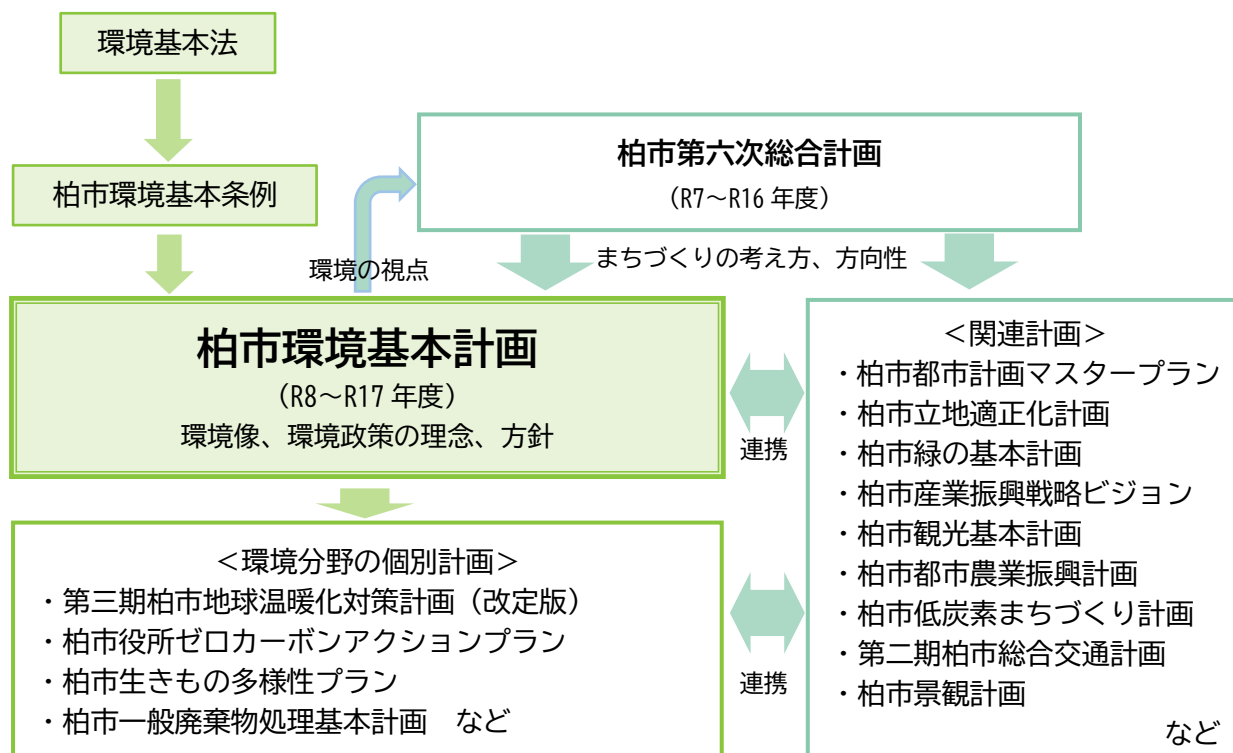 環境基本法
柏市環境基本条例
柏市第六次総合計画
（R7～R16 年度）
環境の視点
まちづくりの考え方、方向性
柏市環境基本計画
（R8～R17 年度）
環境像、環境政策の理念、方針
連携
＜関連計画＞
・柏市都市計画マスタープラン
・柏市立地適正化計画
・柏市緑の基本計画
・柏市産業振興戦略ビジョン
・柏市観光基本計画
・柏市都市農業振興計画
・柏市低炭素まちづくり計画
・第二期柏市総合交通計画
・柏市景観計画
など
＜環境分野の個別計画＞
・第三期柏市地球温暖化対策計画（改定版）
・柏市役所ゼロカーボンアクションプラン
・柏市生きもの多様性プラン
・柏市一般廃棄物処理基本計画　など
連携